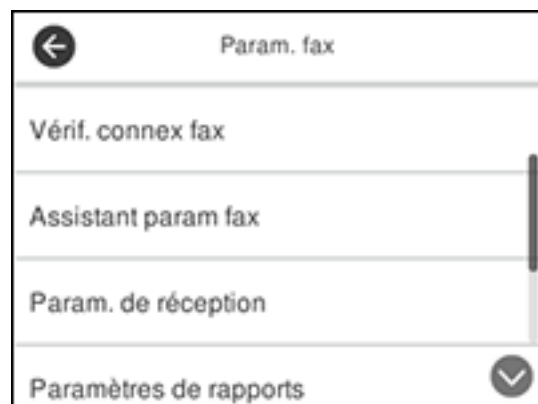 Param. fax
Vérif. connex fax
Assistant param fax
Param. de réception
Paramètres de rapports